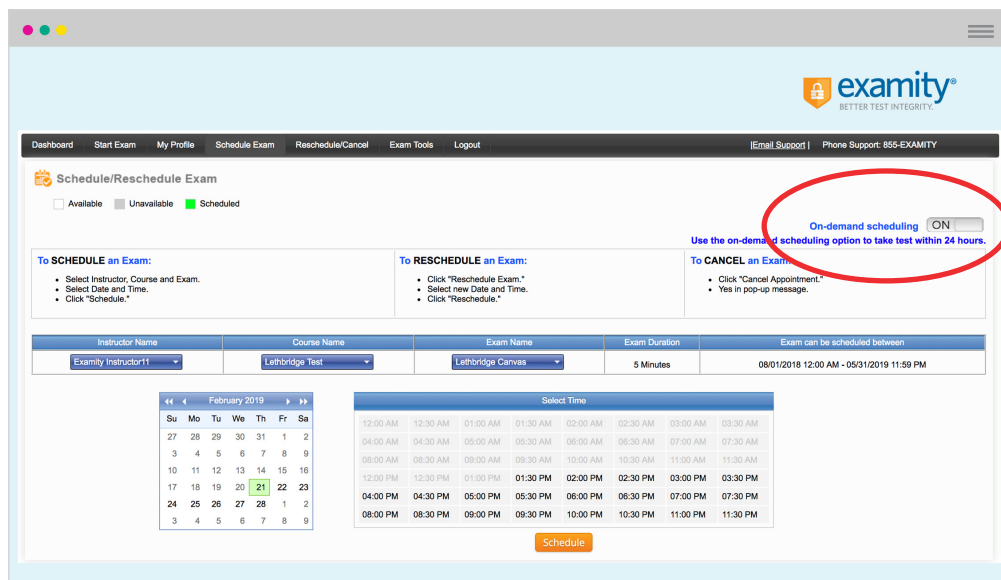 examity®
BETTER TEST INTEGRITY.
Dashboard Start Exam My Profile Schedule Exam Reschedule/Cancel Exam Tools Logout |Email Support | Phone Support: 855-EXAMITY
Schedule/Reschedule Exam
Available Unavailable Scheduled
On-demand scheduling ON
Use the on-demand scheduling option to take test within 24 hours.
To SCHEDULE an Exam:
• Select Instructor, Course and Exam.
• Select Date and Time.
• Click "Schedule."
To RESCHEDULE an Exam:
• Click "Reschedule Exam."
• Select new Date and Time.
• Click "Reschedule."
To CANCEL an Exam:
• Click "Cancel Appointment."
• Yes in pop-up message.
Instructor Name Course Name Exam Name Exam Duration Exam can be scheduled between
Examity Instructor11 Lethbridge Test Lethbridge Canvas 5 Minutes 08/01/2018 12:00 AM - 05/31/2019 11:59 PM
February 2019
Su Mo Tu We Th Fr Sa
27 28 29 30 31 1 2
3 4 5 6 7 8 9
10 11 12 13 14 15 16
17 18 19 20 21 22 23
24 25 26 27 28 1 2
3 4 5 6 7 8 9
Select Time
12:00 AM 12:30 AM 01:00 AM 01:30 AM 02:00 AM 02:30 AM 03:00 AM 03:30 AM
04:00 AM 04:30 AM 05:00 AM 05:30 AM 06:00 AM 06:30 AM 07:00 AM 07:30 AM
08:00 AM 08:30 AM 09:00 AM 09:30 AM 10:00 AM 10:30 AM 11:00 AM 11:30 AM
12:00 PM 12:30 PM 01:00 PM 01:30 PM 02:00 PM 02:30 PM 03:00 PM 03:30 PM
04:00 PM 04:30 PM 05:00 PM 05:30 PM 06:00 PM 06:30 PM 07:00 PM 07:30 PM
08:00 PM 08:30 PM 09:00 PM 09:30 PM 10:00 PM 10:30 PM 11:00 PM 11:30 PM
Schedule